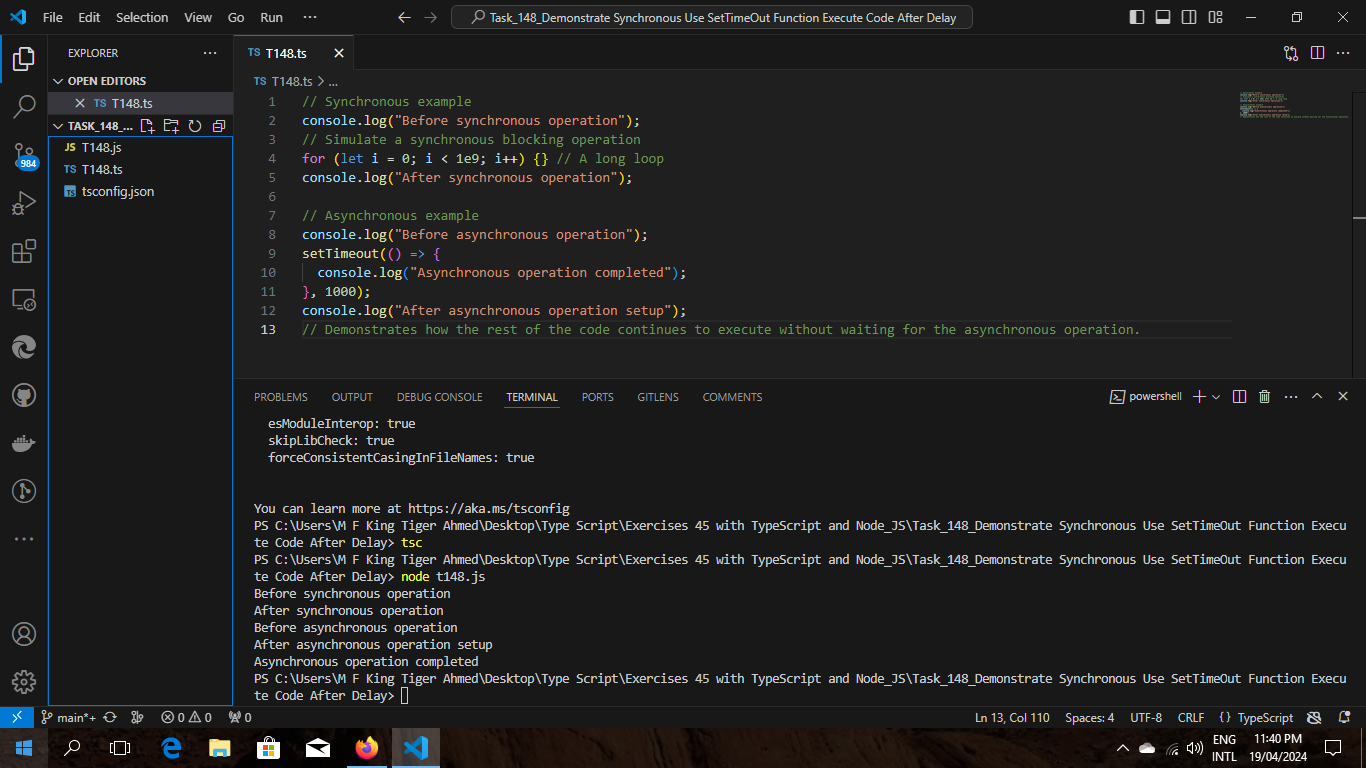 File Edit Selection View Go Run ···
Task_148_Demonstrate Synchronous Use SetTimeOut Function Execute Code After Delay
EXPLORER
OPEN EDITORS
TS T148.ts
TASK_148_...
JS T148.js
TS T148.ts
TS tsconfig.json
984
TS T148.ts
TS T148.ts > ...
1 // Synchronous example
2 console.log("Before synchronous operation");
3 // Simulate a synchronous blocking operation
4 for (let i = 0; i < 1e9; i++) {} // A long loop
5 console.log("After synchronous operation");
6
7 // Asynchronous example
8 console.log("Before asynchronous operation");
9 setTimeout(() => {
10 console.log("Asynchronous operation completed");
11 }, 1000);
12 console.log("After asynchronous operation setup");
13 // Demonstrates how the rest of the code continues to execute without waiting for the asynchronous operation.
PROBLEMS OUTPUT DEBUG CONSOLE TERMINAL PORTS GITLENS COMMENTS
powershell
esModuleInterop: true
skipLibCheck: true
forceConsistentCasingInFileNames: true
You can learn more at https://aka.ms/tsconfig
PS C:\Users\M F King Tiger Ahmed\Desktop\Type Script\Exercises 45 with TypeScript and Node_JS\Task_148_Demonstrate Synchronous Use SetTimeOut Function Execu
te Code After Delay> tsc
PS C:\Users\M F King Tiger Ahmed\Desktop\Type Script\Exercises 45 with TypeScript and Node_JS\Task_148_Demonstrate Synchronous Use SetTimeOut Function Execu
te Code After Delay> node t148.js
Before synchronous operation
After synchronous operation
Before asynchronous operation
After asynchronous operation setup
Asynchronous operation completed
PS C:\Users\M F King Tiger Ahmed\Desktop\Type Script\Exercises 45 with TypeScript and Node_JS\Task_148_Demonstrate Synchronous Use SetTimeOut Function Execu
te Code After Delay>
main*+ 0 0 0
Ln 13, Col 110 Spaces: 4 UTF-8 CRLF {} TypeScript
ENG
INTL
11:40 PM
19/04/2024